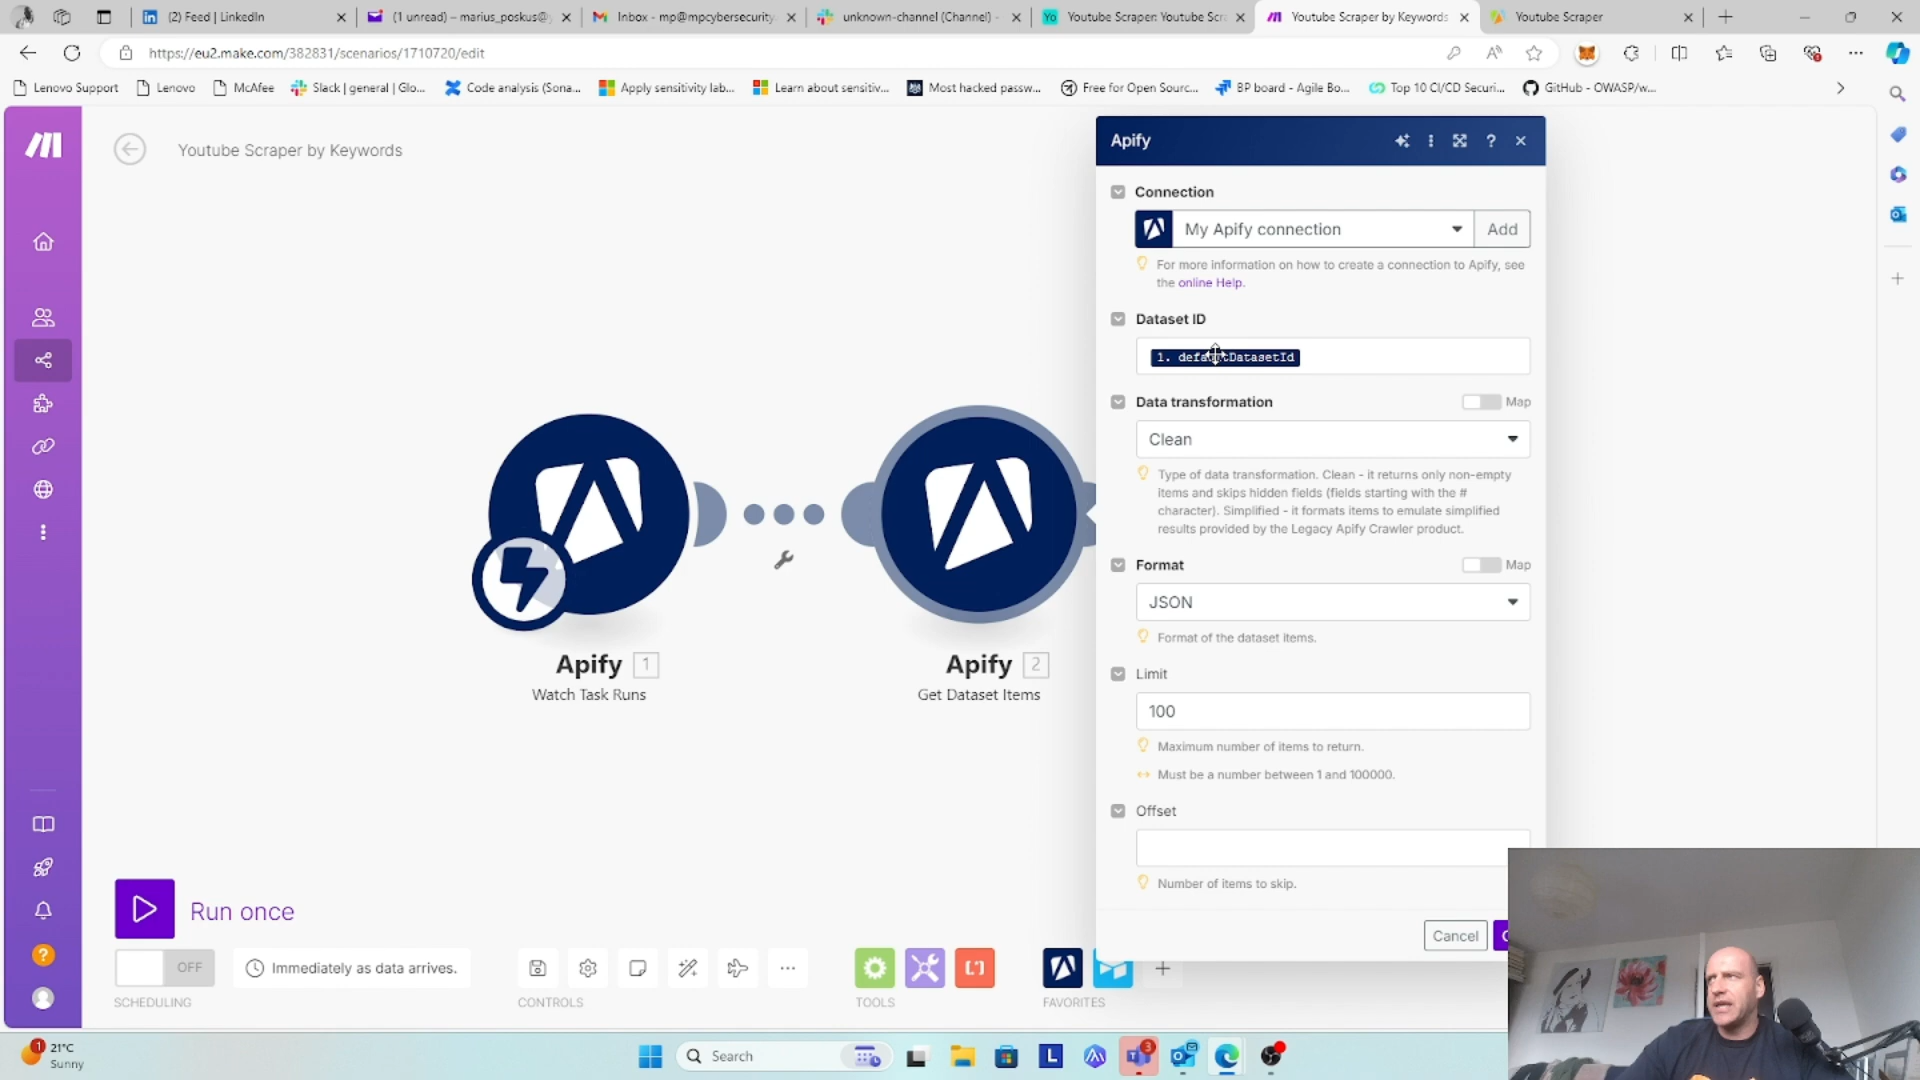 (2) Feed | LinkedIn
(1 unread) – marius_poskus@
Inbox - mp@mpcybersecurity
unknown-channel (Channel) -
Yo
Youtube Scraper: Youtube Scr
Youtube Scraper by Keywords
Youtube Scraper
https://eu2.make.com/382831/scenarios/1710720/edit
Lenovo Support
Lenovo
McAfee
Slack | general | Glo...
Code analysis (Sona...
Apply sensitivity lab...
Learn about sensitiv...
Most hacked passw...
Free for Open Sourc...
BP board - Agile Bo...
Top 10 CI/CD Securi...
GitHub - OWASP/w...
Youtube Scraper by Keywords
Apify
Connection
My Apify connection
Add
For more information on how to create a connection to Apify, see
the online Help.
Dataset ID
1. defaultDatasetId
Data transformation
Map
Clean
Type of data transformation. Clean - it returns only non-empty
items and skips hidden fields (fields starting with the #
character). Simplified - it formats items to emulate simplified
results provided by the Legacy Apify Crawler product.
Format
Map
JSON
Format of the dataset items.
Limit
100
Maximum number of items to return.
Must be a number between 1 and 100000.
Offset
Number of items to skip.
Cancel
Apify 1
Watch Task Runs
Apify 2
Get Dataset Items
Run once
OFF
Immediately as data arrives.
SCHEDULING
CONTROLS
TOOLS
FAVORITES
1
21°C
Sunny
Search
L
3